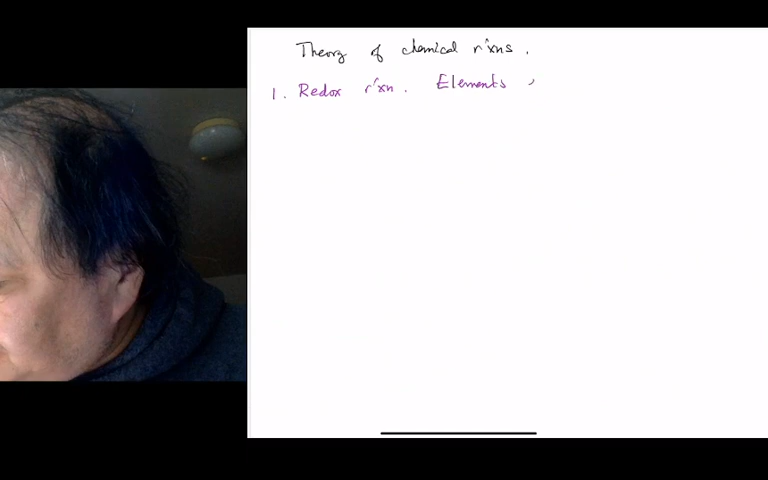 Theory of chemical r'xns.
1. Redox r'xn. Elements